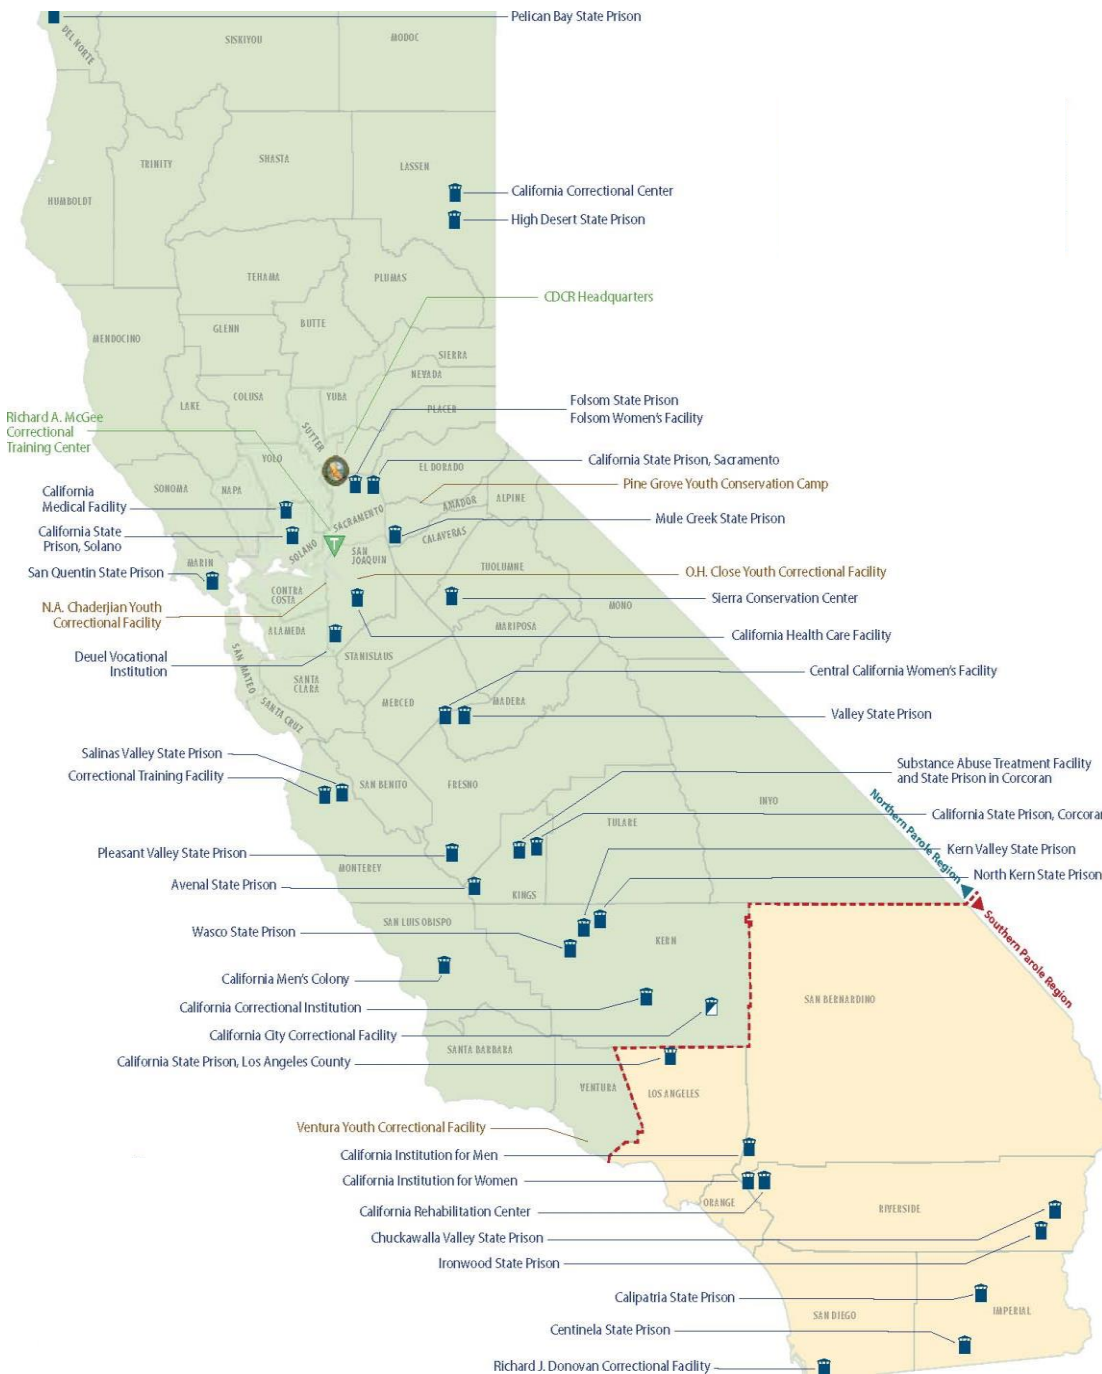 Pelican Bay State Prison
DEL NORTE
SISKIYOU
MODOC
TRINITY
SHASTA
LASSEN
HUMBOLDT
California Correctional Center
High Desert State Prison
TEHAMA
PLUMAS
CDCR Headquarters
MENDOCINO
GLENN
BUTTE
SIERRA
NEVADA
COLUSA
YUBA
LAKE
PLACER
SUTTER
Folsom State Prison
Folsom Women's Facility
Richard A. McGee
Correctional
Training Center
YOLO
EL DORADO
California State Prison, Sacramento
SONOMA
NAPA
Pine Grove Youth Conservation Camp
California
Medical Facility
SACRAMENTO
AMADOR
ALPINE
Mule Creek State Prison
California State
Prison, Solano
SOLANO
T
CALAVERAS
SAN
JOAQUIN
MARIN
San Quentin State Prison
TUOLUMNE
O.H. Close Youth Correctional Facility
CONTRA
COSTA
Sierra Conservation Center
MONO
N.A. Chaderjian Youth
Correctional Facility
ALAMEDA
MARIPOSA
California Health Care Facility
Deuel Vocational
Institution
STANISLAUS
SAN MATEO
SANTA
CLARA
Central California Women's Facility
MERCED
MADERA
SANTA CRUZ
Valley State Prison
Salinas Valley State Prison
Correctional Training Facility
SAN BENITO
FRESNO
Substance Abuse Treatment Facility
and State Prison in Corcoran
INYO
TULARE
California State Prison, Corcora
Northern Parole Region
Kern Valley State Prison
Pleasant Valley State Prison
MONTEREY
North Kern State Prison
Avenal State Prison
KINGS
SAN LUIS OBISPO
Wasco State Prison
KERN
Southern Parole Region
California Men's Colony
California Correctional Institution
SAN BERNARDINO
California City Correctional Facility
SANTA BARBARA
California State Prison, Los Angeles County
VENTURA
LOS ANGELES
Ventura Youth Correctional Facility
California Institution for Men
California Institution for Women
ORANGE
RIVERSIDE
California Rehabilitation Center
Chuckawalla Valley State Prison
Ironwood State Prison
Calipatria State Prison
SAN DIEGO
IMPERIAL
Centinela State Prison
Richard J. Donovan Correctional Facility